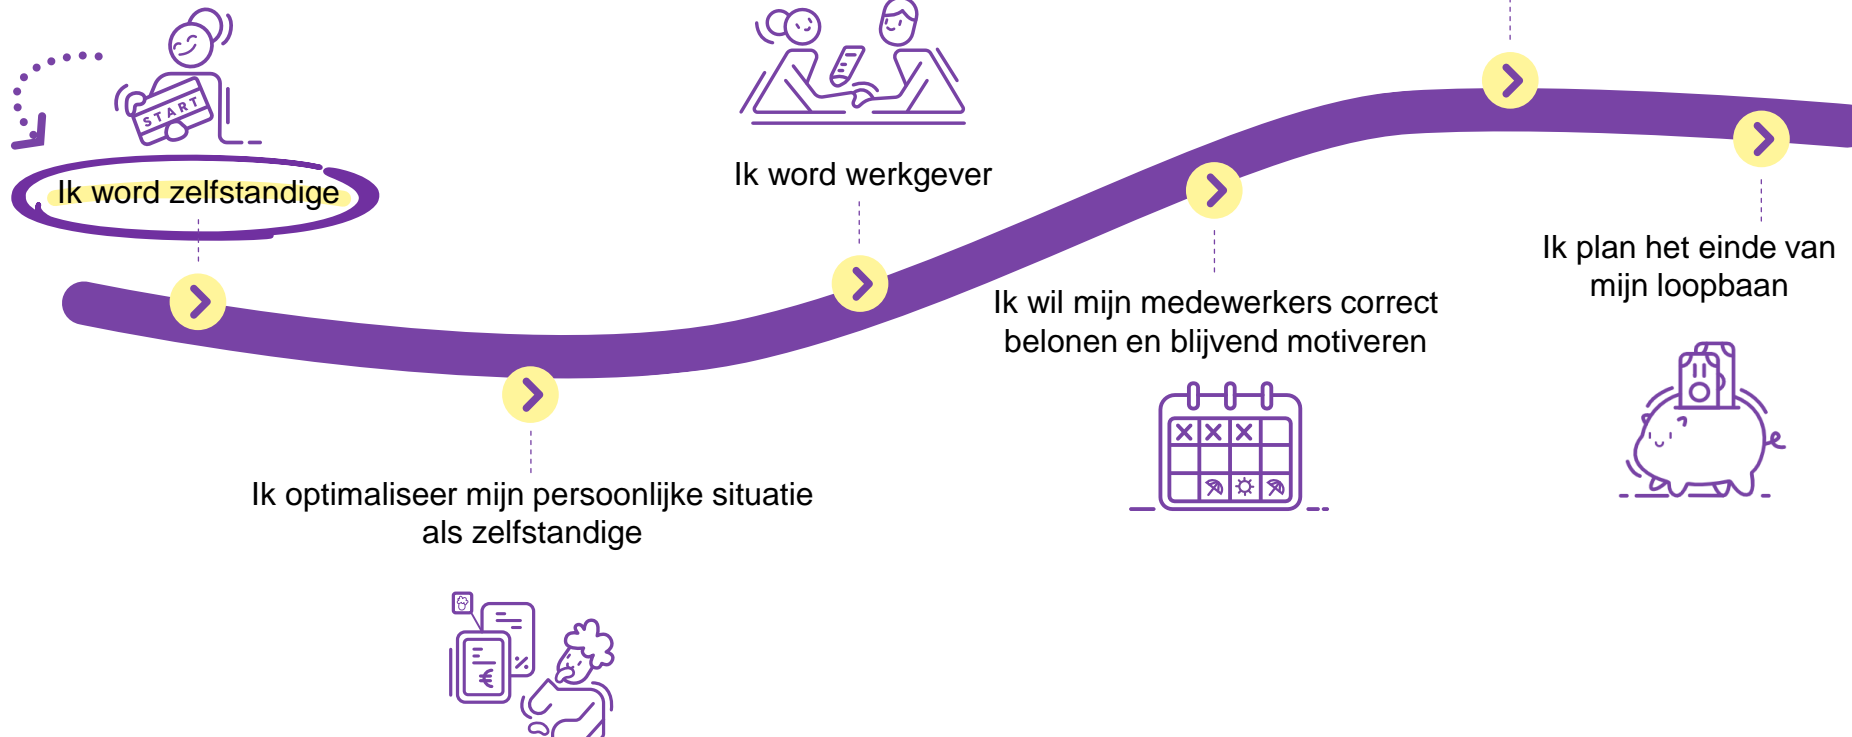 START
Ik word zelfstandige
Ik optimaliseer mijn persoonlijke situatie
als zelfstandige
%
€
Ik word werkgever
Ik wil mijn medewerkers correct
belonen en blijvend motiveren
Ik plan het einde van
mijn loopbaan